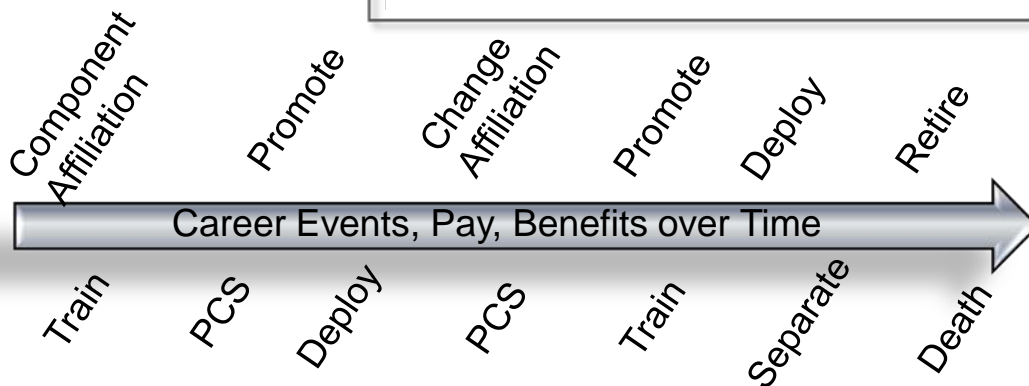 Component
Affiliation
Promote
Change
Affiliation
Promote
Deploy
Retire
Career Events, Pay, Benefits over Time
Train
PCS
Deploy
PCS
Train
Separate
Death